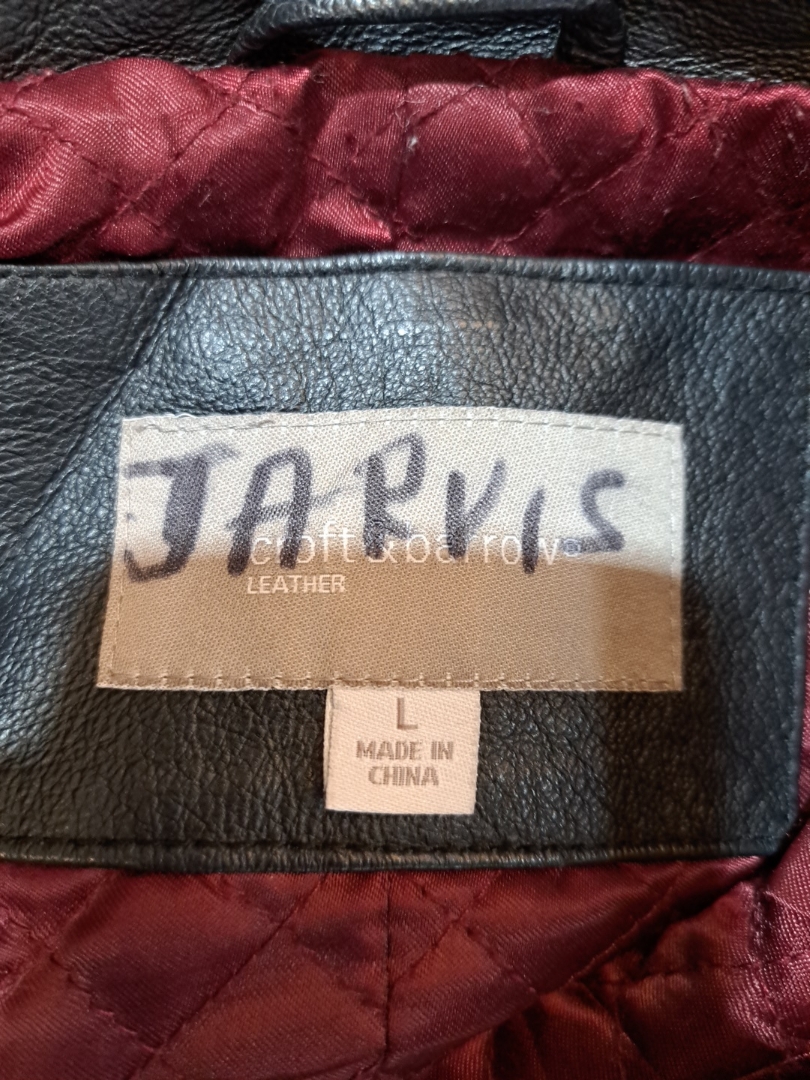 JARVIS
croft & barrow®
LEATHER
L
MADE IN
CHINA